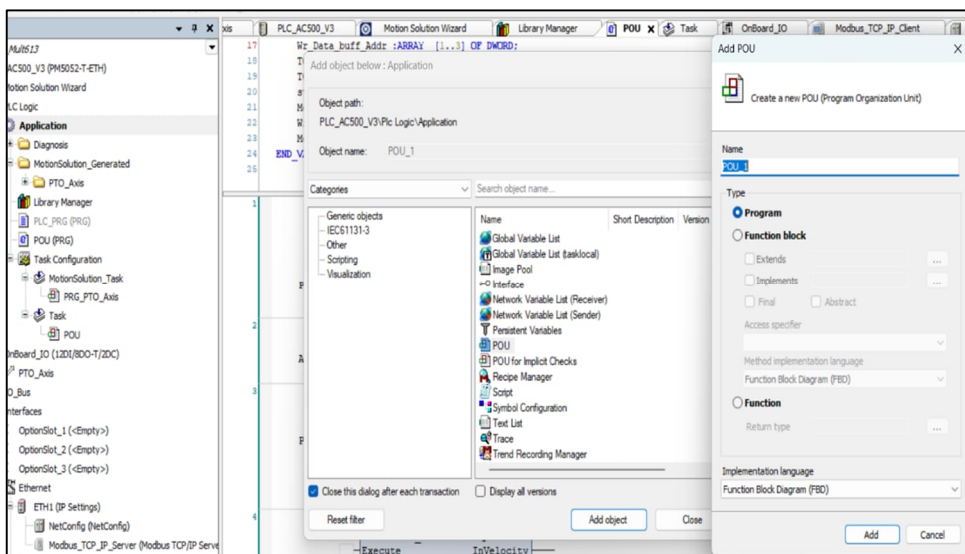 xis
PLC_AC500_V3
Motion Solution Wizard
Library Manager
POU
Task
OnBoard_IO
Modbus_TCP_IP_Client
Mult613
AC500_V3 (PM5052-T-ETH)
Motion Solution Wizard
LC Logic
Application
Diagnosis
MotionSolution_Generated
PTO_Axis
Library Manager
PLC_PRG (PRG)
POU (PRG)
Task Configuration
MotionSolution_Task
PRG_PTO_Axis
Task
POU
OnBoard_IO (12DI/8DO-T/2DC)
PTO_Axis
O_Bus
nterfaces
OptionSlot_1 (<Empty>)
OptionSlot_2 (<Empty>)
OptionSlot_3 (<Empty>)
Ethernet
ETH1 (IP Settings)
NetConfig (NetConfig)
Modbus_TCP_IP_Server (Modbus TCP/IP Serve
17 Wr_Data_buff_Addr :ARRAY [1..3] OF DWORD;
18 T
19 T
20 s
21 M
22 W
23 M
24 END_V
25
1
P
2
A
3
P
4
Execute InVelocity
Add object below : Application
Object path:
PLC_AC500_V3\Plc Logic\Application
Object name: POU_1
Categories
Search object name...
Generic objects
IEC61131-3
Other
Scripting
Visualization
Name Short Description Version
Global Variable List
Global Variable List (tasklocal)
Image Pool
Interface
Network Variable List (Receiver)
Network Variable List (Sender)
Persistent Variables
POU
POU for Implicit Checks
Recipe Manager
Script
Symbol Configuration
Text List
Trace
Trend Recording Manager
Close this dialog after each transaction
Display all versions
Reset filter
Add object
Close
Add POU
Create a new POU (Program Organization Unit)
Name
POU_1
Type
Program
Function block
Extends
...
Implements
...
Final
Abstract
Access specifier
Method implementation language
Function Block Diagram (FBD)
Function
Return type
...
Implementation language
Function Block Diagram (FBD)
Add
Cancel